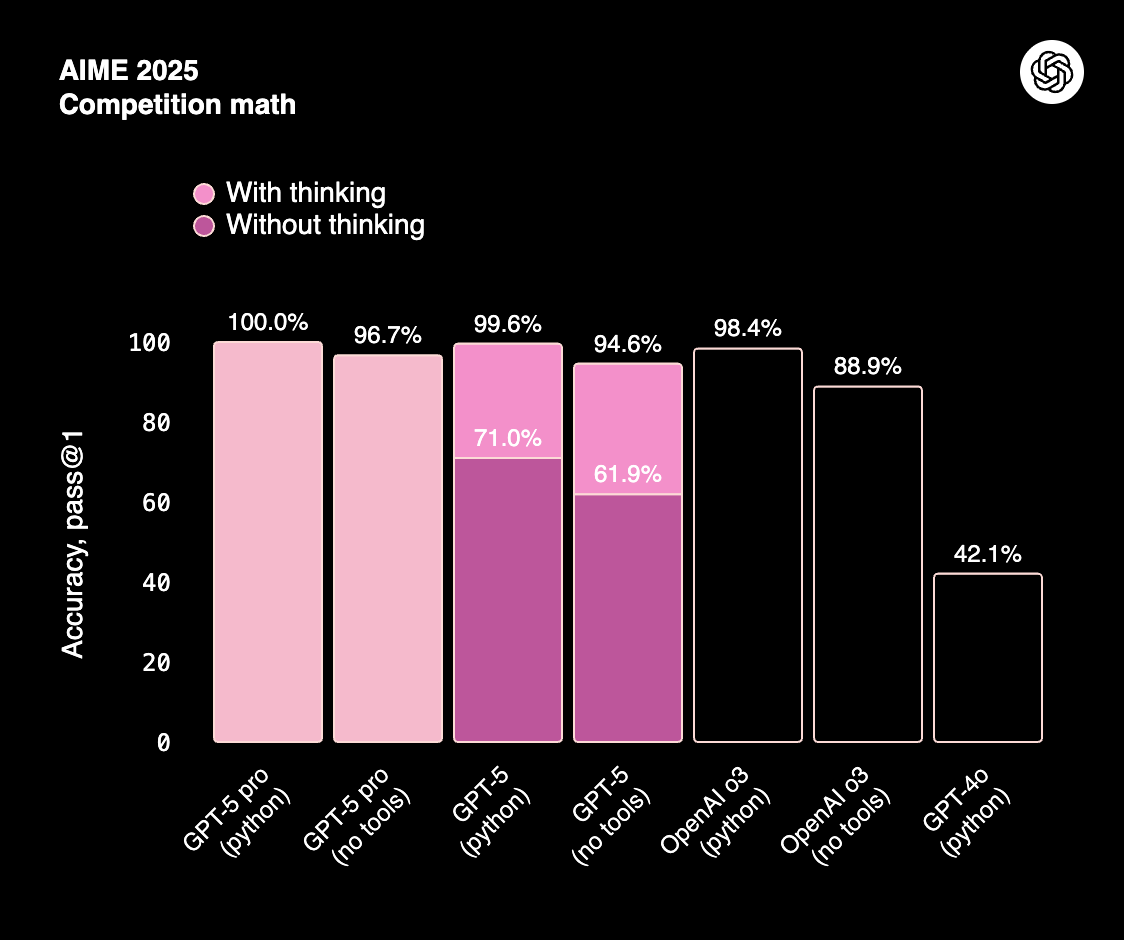 AIME 2025
Competition math
With thinking
Without thinking
Accuracy, pass@1
100
80
60
40
20
0
100.0%
96.7%
99.6%
71.0%
94.6%
61.9%
98.4%
88.9%
42.1%
GPT-5 pro
(python)
GPT-5 pro
(no tools)
GPT-5
(python)
GPT-5
(no tools)
OpenAI o3
(python)
OpenAI o3
(no tools)
GPT-4o
(python)